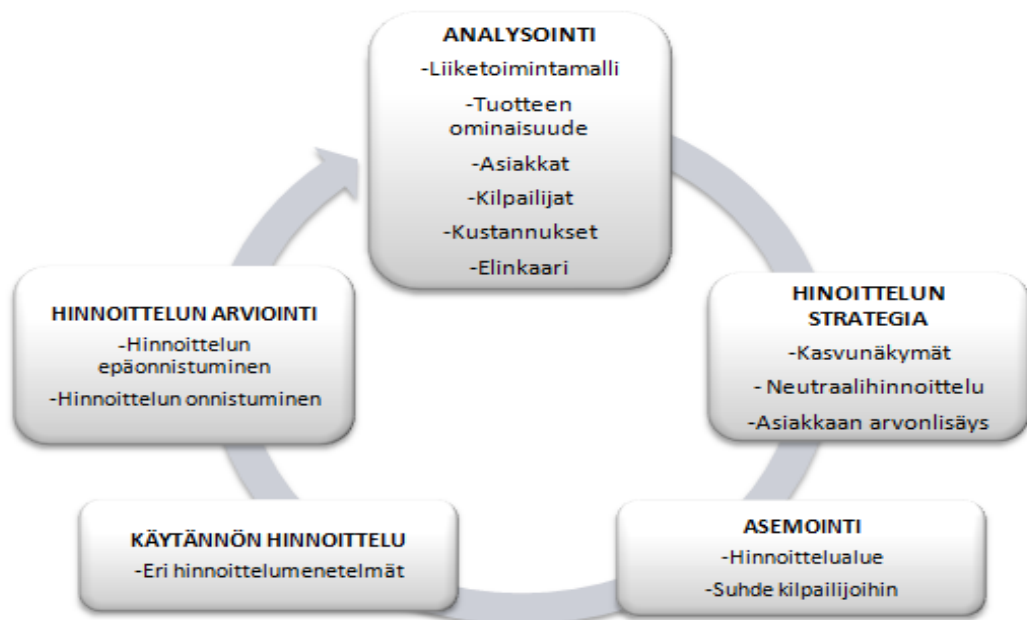 ANALYSOINTI
-Liiketoimintamalli
-Tuotteen
ominaisuude
-Asiakkat
-Kilpailijat
-Kustannukset
-Elinkaari
HINOITTELUN
STRATEGIA
-Kasvunäkymät
- Neutraalihinnoittelu
-Asiakkaan arvonlisäys
ASEMOINTI
-Hinnoittelualue
-Suhde kilpailijoihin
KÄYTÄNNÖN HINNOITTELU
-Eri hinnoittelumenetelmät
HINNOITTELUN ARVIOINTI
-Hinnoittelun
epäonnistuminen
-Hinnoittelun onnistuminen